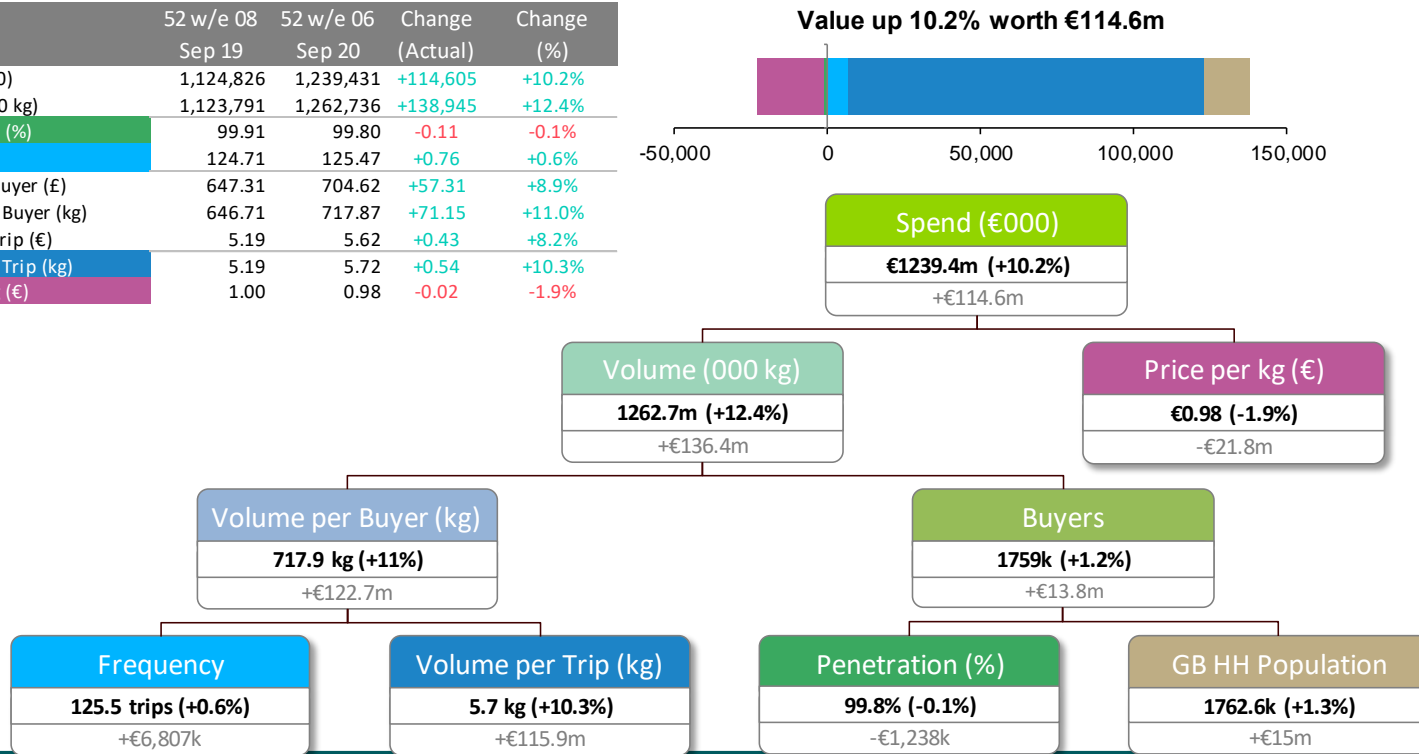 52 w/e 08 52 w/e 06 Change Change
Sep 19 Sep 20 (Actual) (%)
0) 1,124,826 1,239,431 +114,605 +10.2%
0 kg) 1,123,791 1,262,736 +138,945 +12.4%
(%) 99.91 99.80 -0.11 -0.1%
124.71 125.47 +0.76 +0.6%
uyer (£) 647.31 704.62 +57.31 +8.9%
Buyer (kg) 646.71 717.87 +71.15 +11.0%
rip (€) 5.19 5.62 +0.43 +8.2%
Trip (kg) 5.19 5.72 +0.54 +10.3%
(€) 1.00 0.98 -0.02 -1.9%
Value up 10.2% worth €114.6m
-50,000 0 50,000 100,000 150,000
Spend (€000)
€1239.4m (+10.2%)
+€114.6m
Volume (000 kg)
1262.7m (+12.4%)
+€136.4m
Price per kg (€)
€0.98 (-1.9%)
-€21.8m
Volume per Buyer (kg)
717.9 kg (+11%)
+€122.7m
Buyers
1759k (+1.2%)
+€13.8m
Frequency
125.5 trips (+0.6%)
+€6,807k
Volume per Trip (kg)
5.7 kg (+10.3%)
+€115.9m
Penetration (%)
99.8% (-0.1%)
-€1,238k
GB HH Population
1762.6k (+1.3%)
+€15m